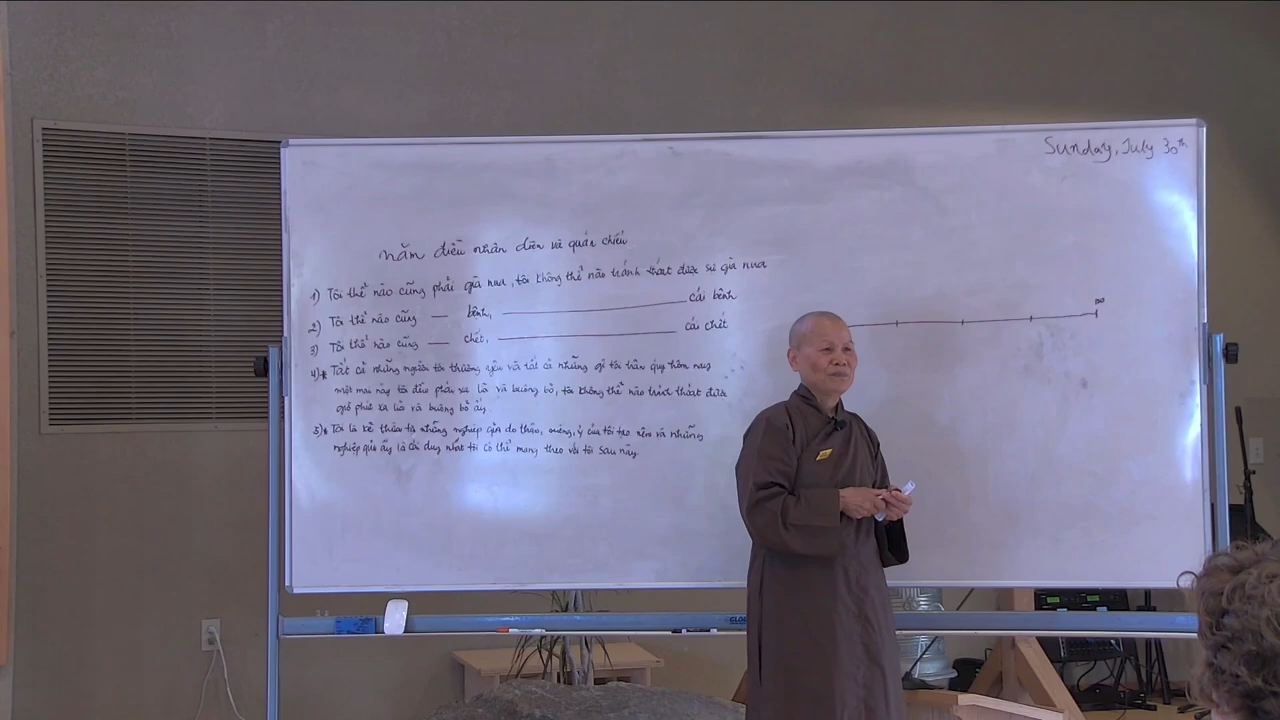 Sunday, July 30th
năm điều nhận diện và quán chiếu
1) Tôi thế nào cũng phải già nua, tôi không thể nào tránh thoát được sự già nua
2) Tôi thế nào cũng — bệnh, ——— cái bệnh
3) Tôi thế nào cũng — chết, ——— cái chết
4)* Tất cả những người tôi thương yêu và tất cả những gì tôi trân quý hôm nay
một mai này tôi đều phải xa lìa và buông bỏ, tôi không thể nào tránh thoát được
giờ phút xa lìa và buông bỏ ấy
5)* Tôi là kẻ thừa tự những nghiệp của do thân, miệng, ý của tôi tạo nên và những
nghiệp quả ấy là cái duy nhất tôi có thể mang theo với tôi sau này.